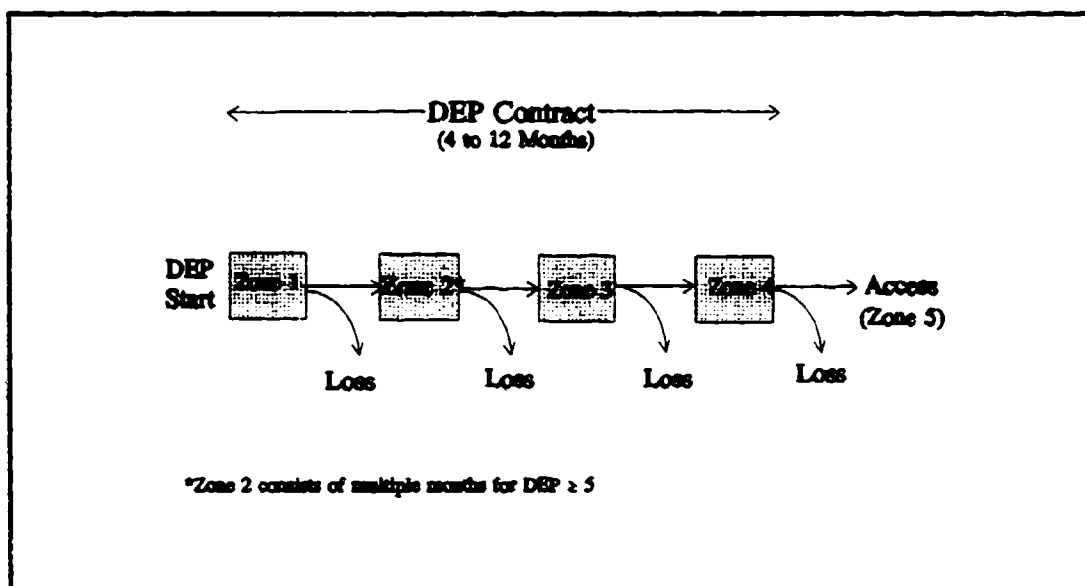 DEP Contract
(4 to 12 Months)
DEP
Start
Zone 1
Zone 2*
Zone 3
Zone 4
Access
(Zone 5)
Loss
Loss
Loss
Loss
*Zone 2 consists of multiple months for DEP ≥ 5